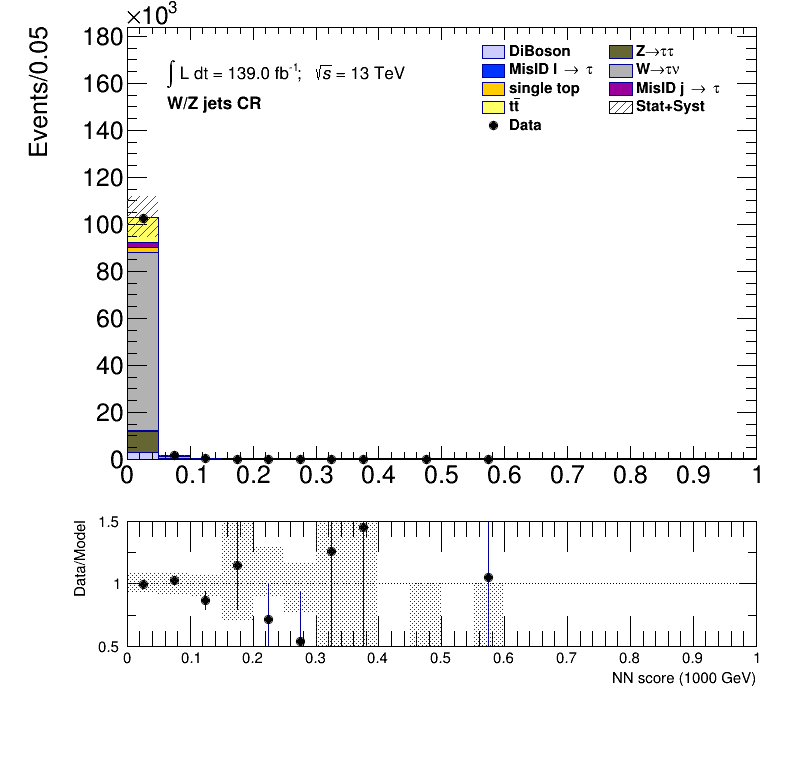 ×10³
Events/0.05
180
160
140
120
100
80
60
40
20
0
∫ L dt = 139.0 fb⁻¹; √s = 13 TeV
W/Z jets CR
DiBoson
MisID l → τ
single top
tt̄
Data
Z→ττ
W→τν
MisID j → τ
Stat+Syst
0 0.1 0.2 0.3 0.4 0.5 0.6 0.7 0.8 0.9 1
Data/Model
1.5
1
0.5
0 0.1 0.2 0.3 0.4 0.5 0.6 0.7 0.8 0.9 1
NN score (1000 GeV)